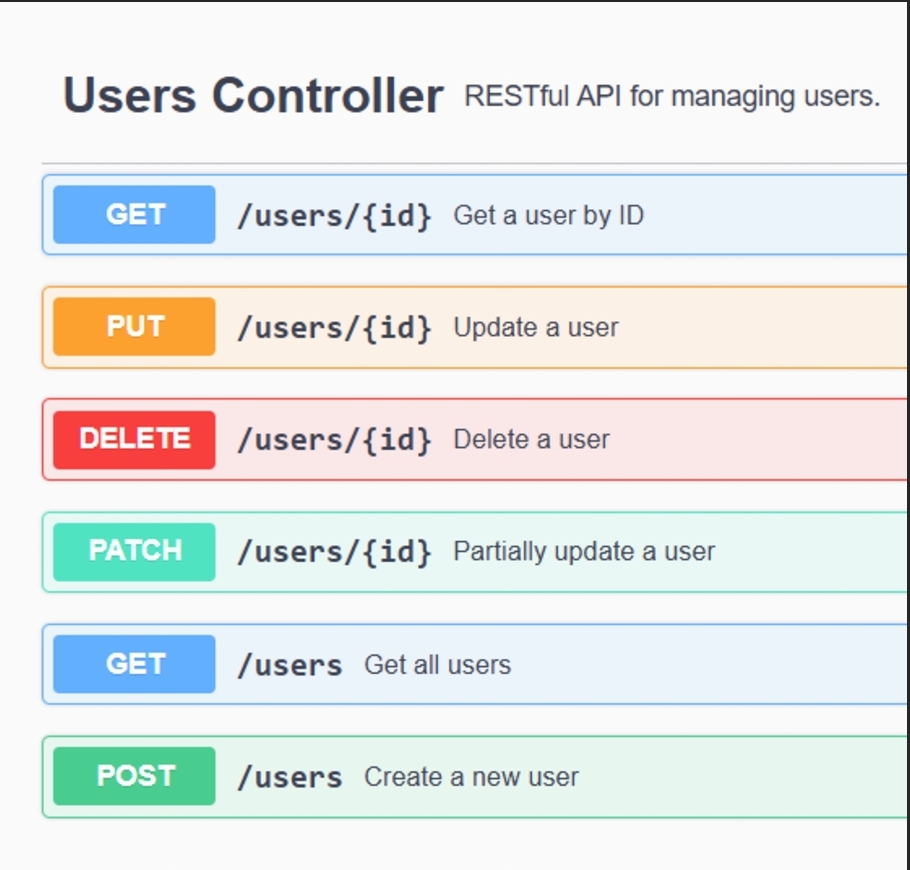 Users Controller RESTful API for managing users.
GET /users/{id} Get a user by ID
PUT /users/{id} Update a user
DELETE /users/{id} Delete a user
PATCH /users/{id} Partially update a user
GET /users Get all users
POST /users Create a new user